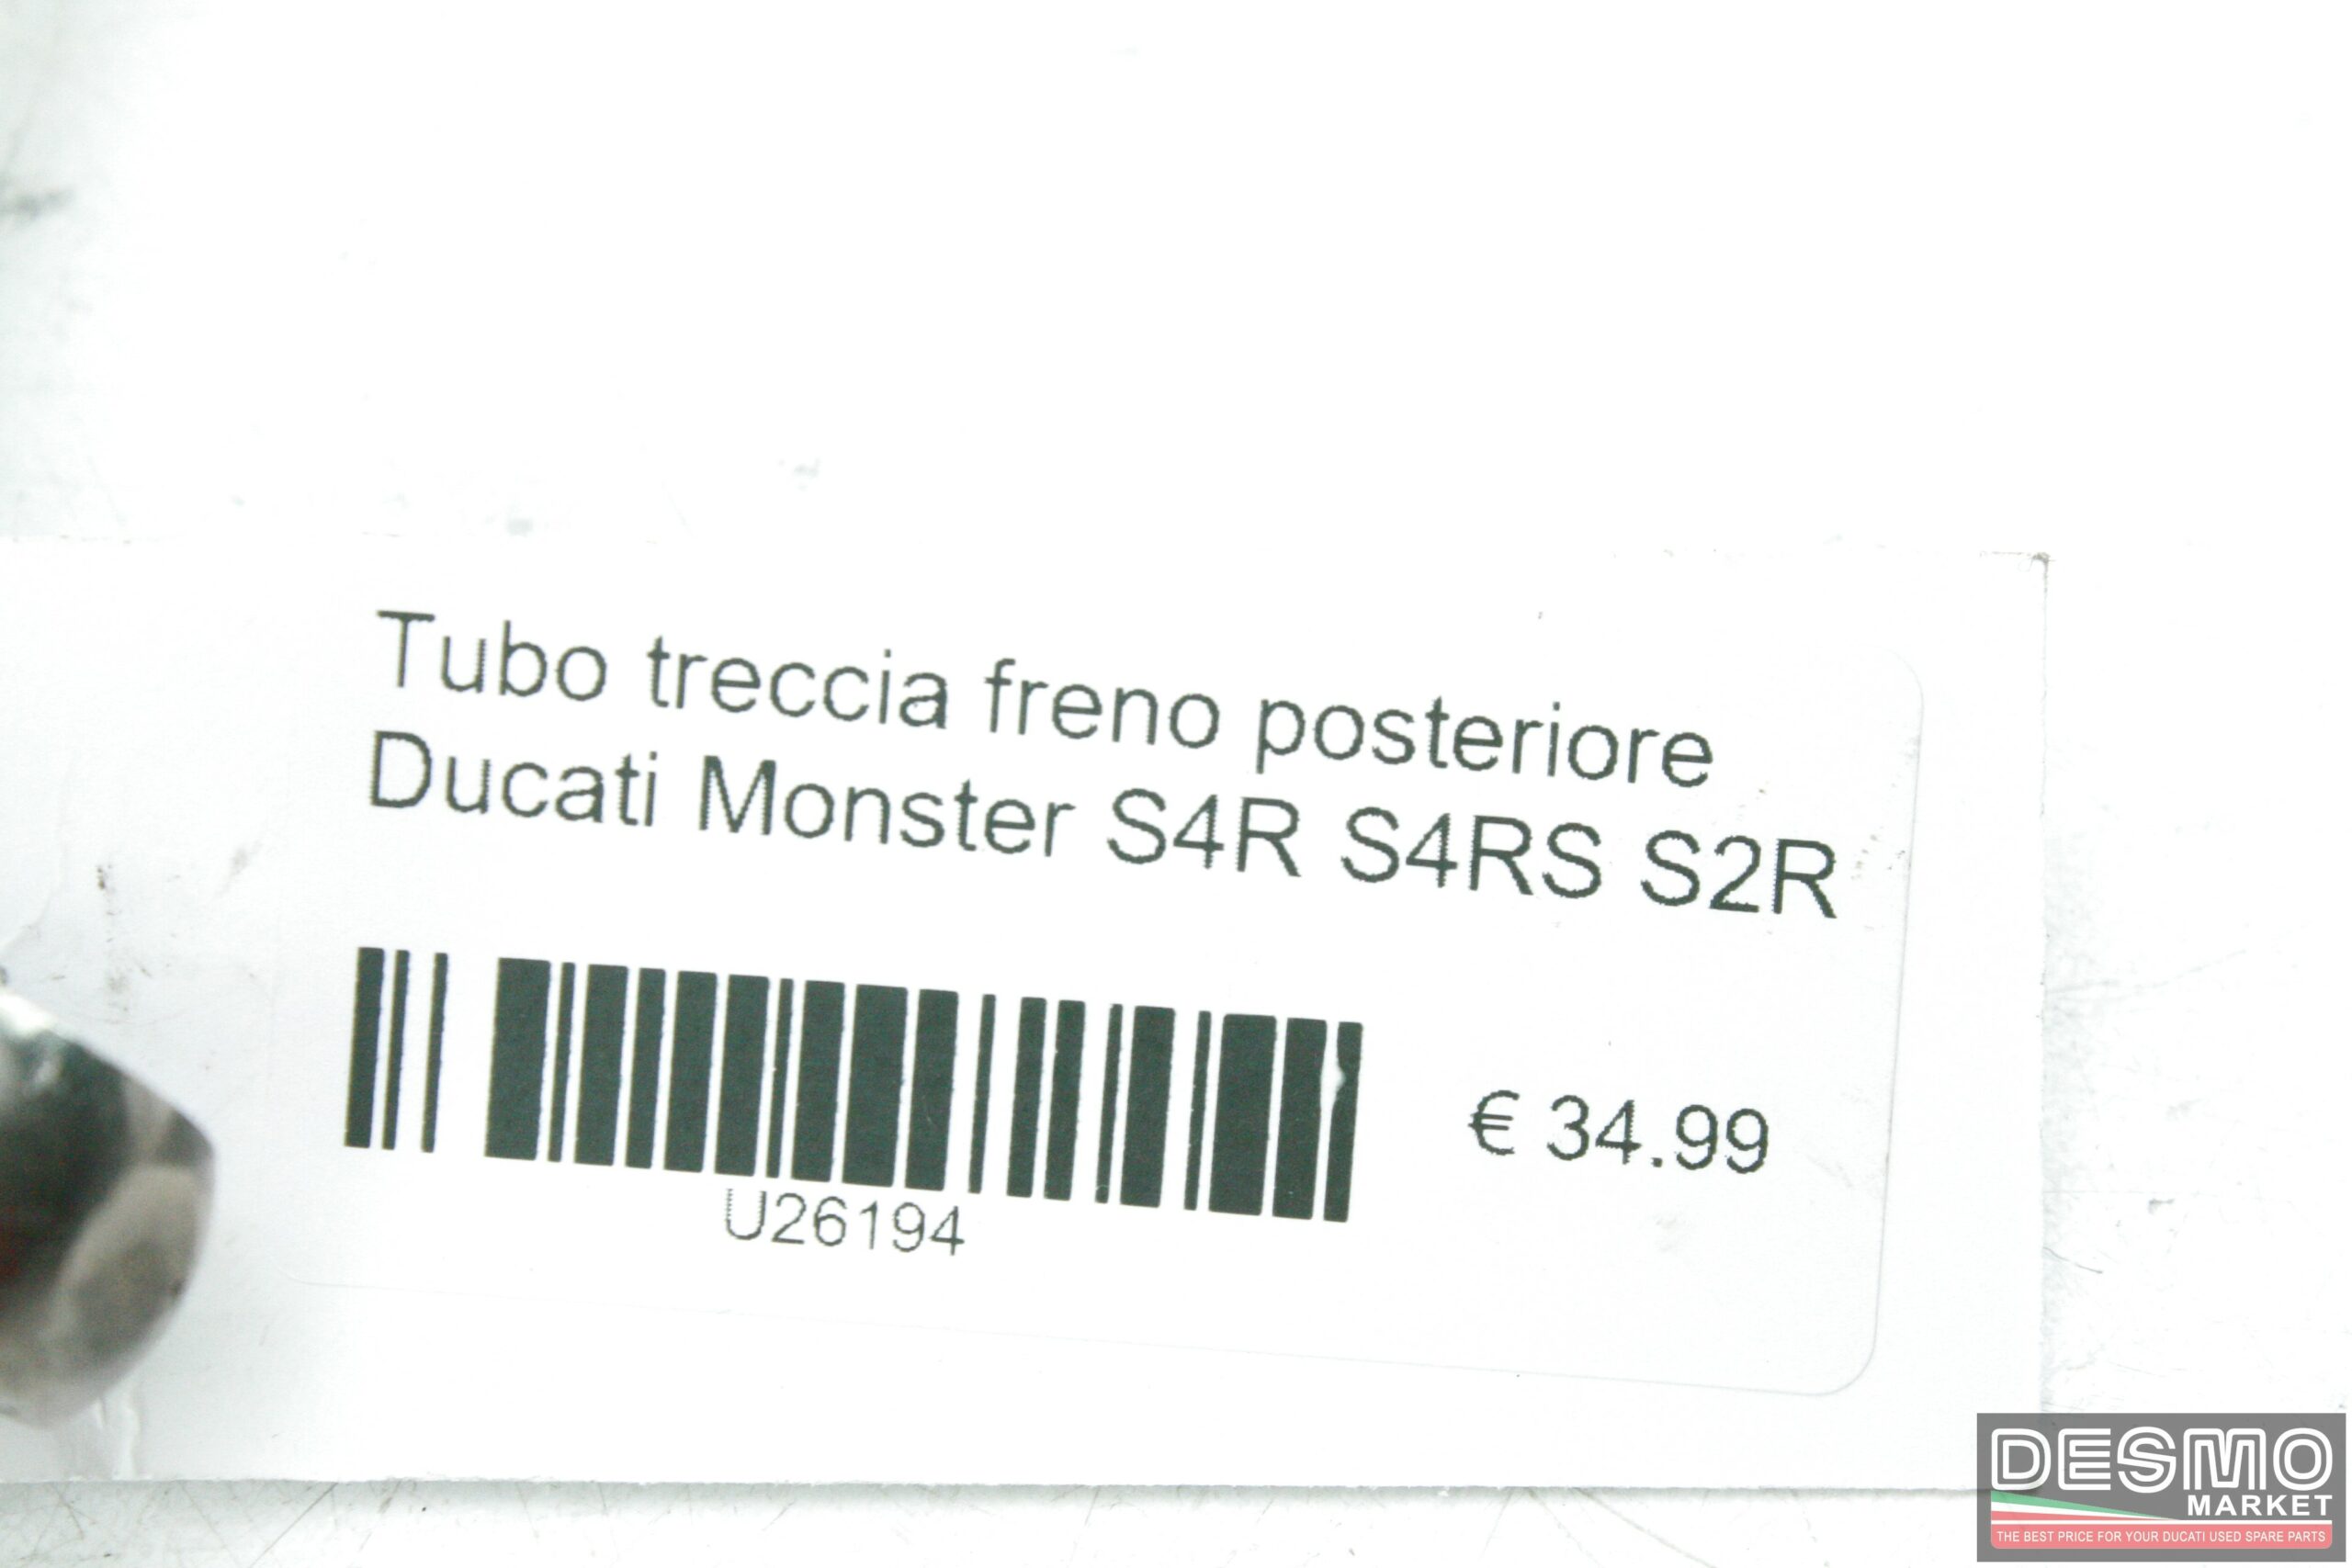 Tubo treccia freno posteriore
Ducati Monster S4R S4RS S2R
€ 34.99
U26194
DESMO
MARKET
THE BEST PRICE FOR YOUR DUCATI USED SPARE PARTS